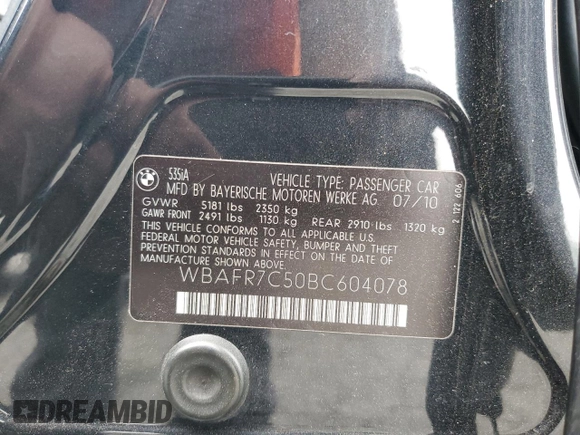 BMW
535iA VEHICLE TYPE: PASSENGER CAR
MFD BY BAYERISCHE MOTOREN WERKE AG 07/10
GVWR 5181 lbs 2350 kg
GAWR FRONT 2491 lbs 1130 kg REAR 2910 lbs 1320 kg
THIS VEHICLE CONFORMS TO ALL APPLICABLE U.S.
FEDERAL MOTOR VEHICLE SAFETY, BUMPER AND THEFT
PREVENTION STANDARDS IN EFFECT ON THE DATE OF
MANUFACTURE SHOWN ABOVE.
WBAFR7C50BC604078
2 122 606
DREAMBID